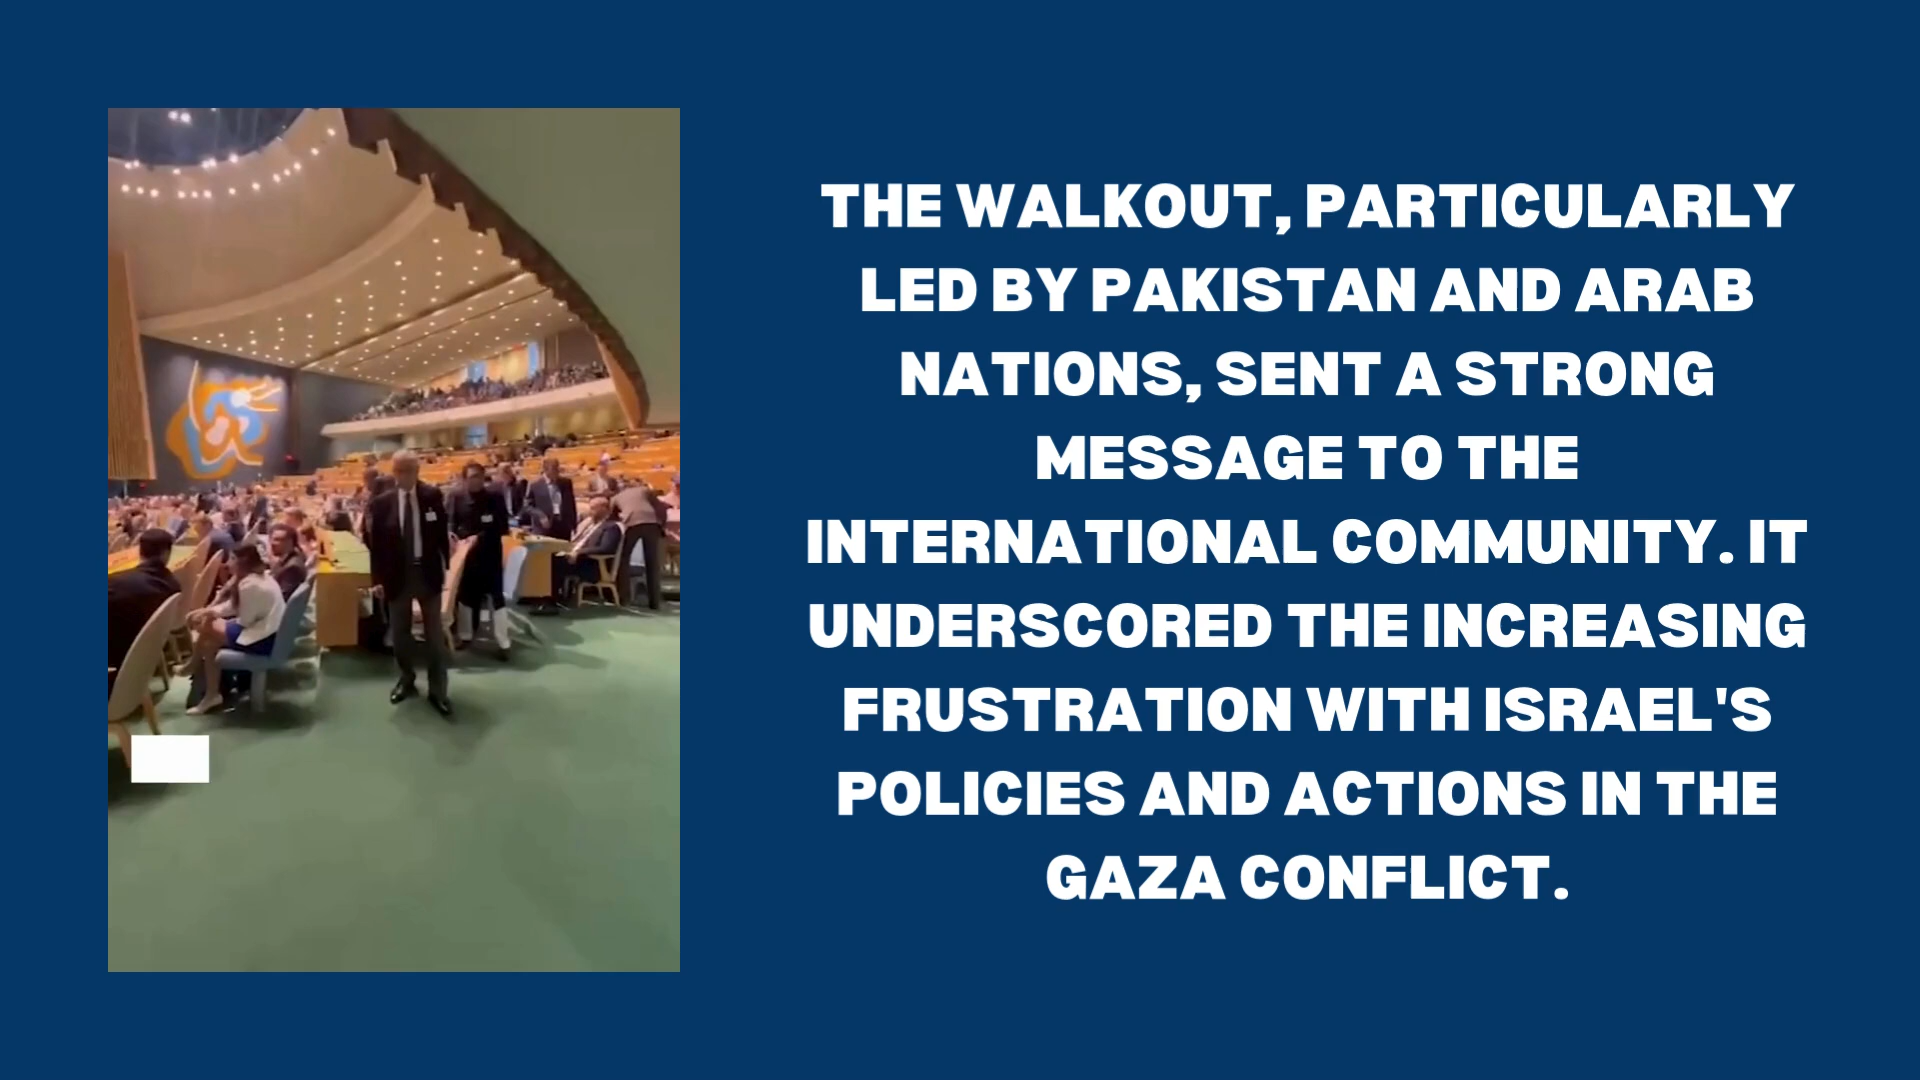 THE WALKOUT, PARTICULARLY
LED BY PAKISTAN AND ARAB
NATIONS, SENT A STRONG
MESSAGE TO THE
INTERNATIONAL COMMUNITY. IT
UNDERSCORED THE INCREASING
FRUSTRATION WITH ISRAEL'S
POLICIES AND ACTIONS IN THE
GAZA CONFLICT.